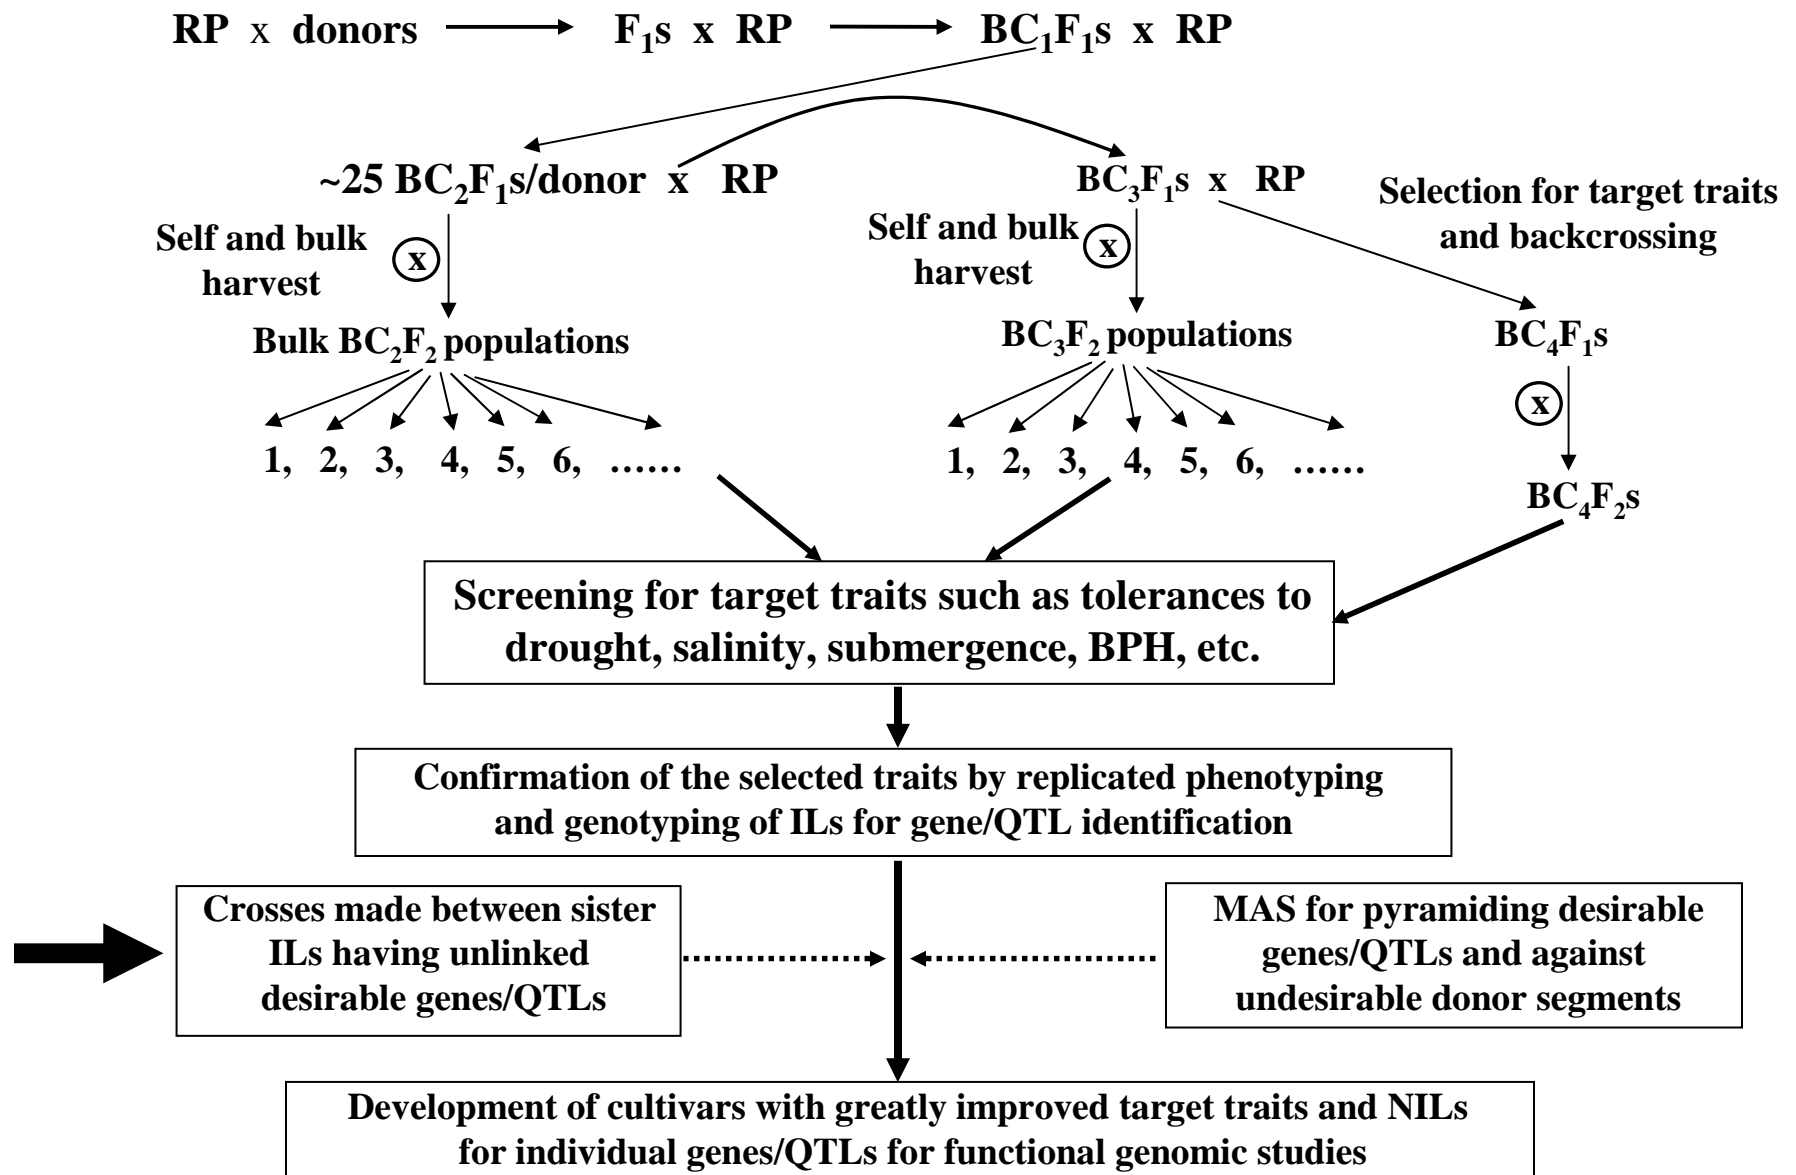 RP x donors F₁s x RP BC₁F₁s x RP
~25 BC₂F₁s/donor x RP
BC₃F₁s x RP
Selection for target traits
and backcrossing
Self and bulk
harvest
x
Self and bulk
harvest
x
Bulk BC₂F₂ populations
BC₃F₂ populations
BC₄F₁s
x
1, 2, 3, 4, 5, 6, ......
1, 2, 3, 4, 5, 6, ......
BC₄F₂s
Screening for target traits such as tolerances to
drought, salinity, submergence, BPH, etc.
Confirmation of the selected traits by replicated phenotyping
and genotyping of ILs for gene/QTL identification
Crosses made between sister
ILs having unlinked
desirable genes/QTLs
MAS for pyramiding desirable
genes/QTLs and against
undesirable donor segments
Development of cultivars with greatly improved target traits and NILs
for individual genes/QTLs for functional genomic studies